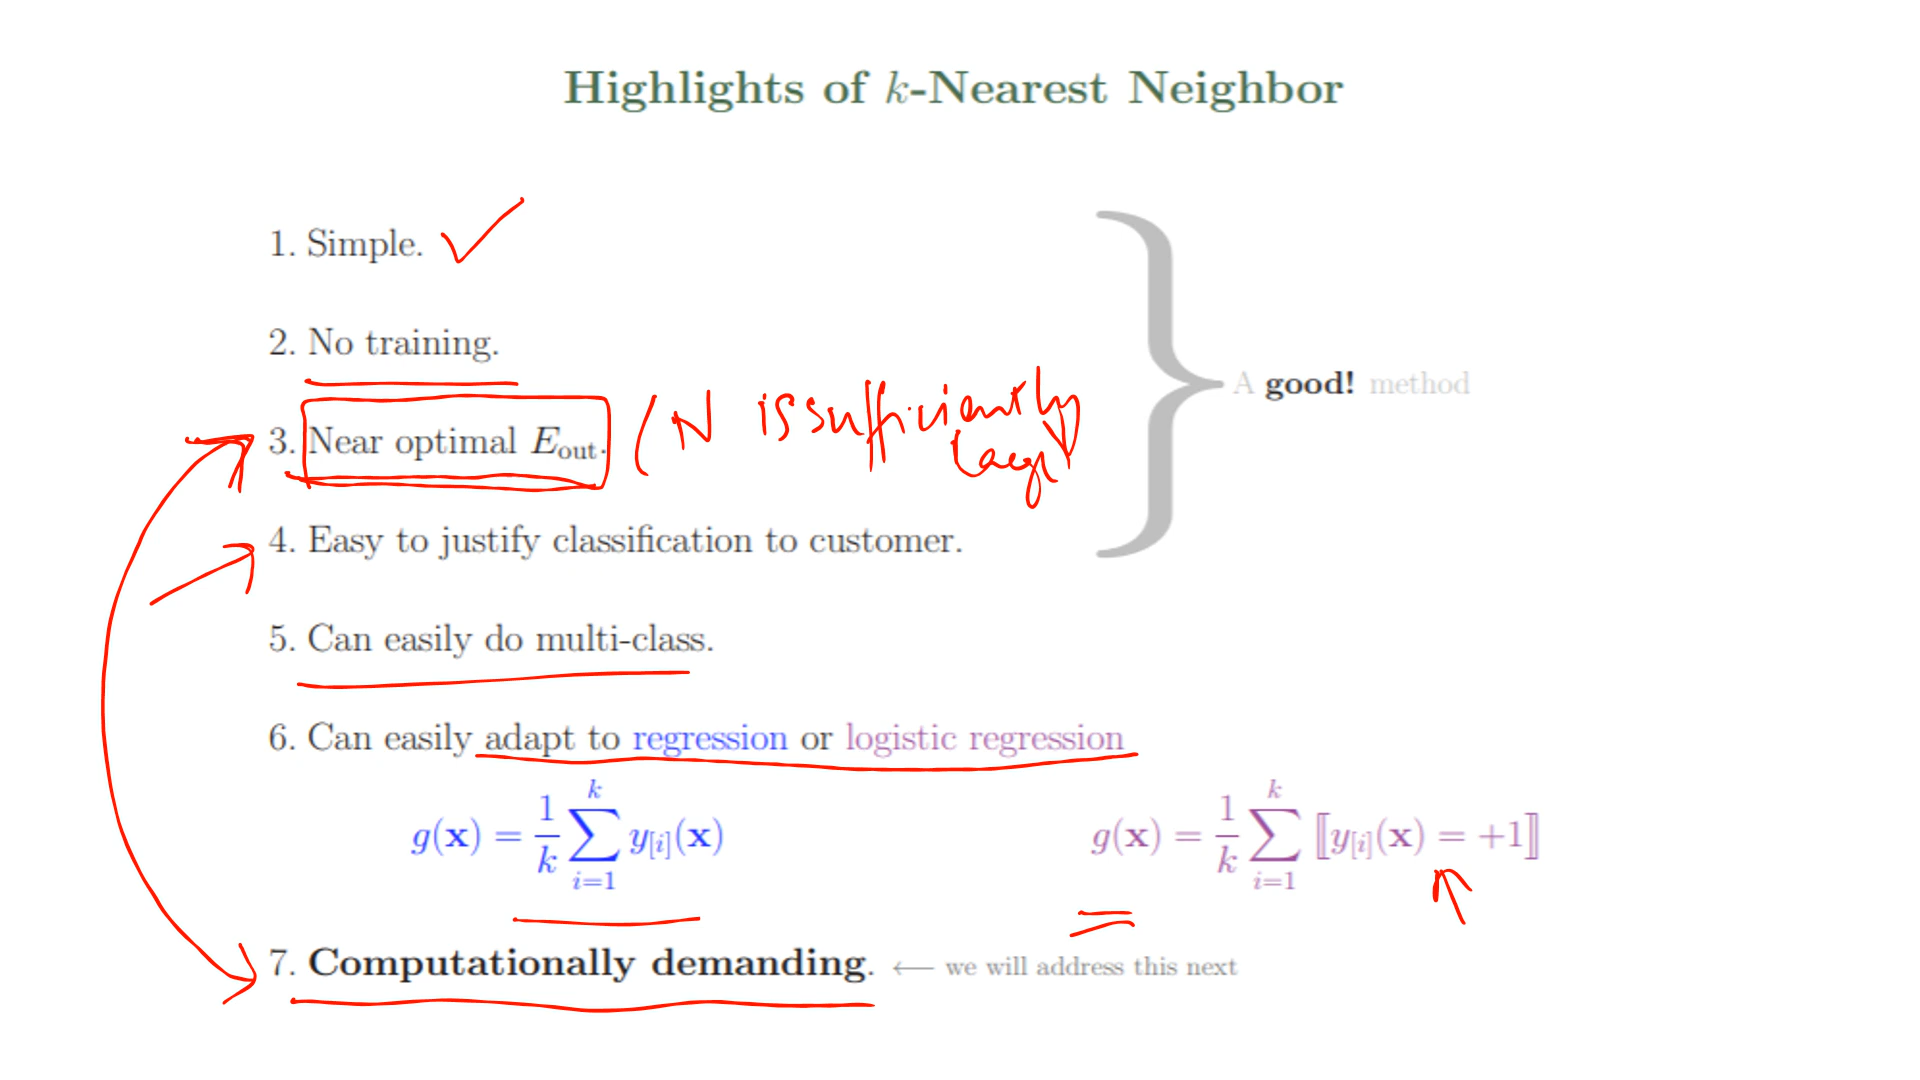 Highlights of k-Nearest Neighbor
1. Simple.
2. No training.
3. Near optimal E_out. (N is sufficiently
large
A good! method
4. Easy to justify classification to customer.
5. Can easily do multi-class.
6. Can easily adapt to regression or logistic regression
g(x) = 1/k ∑_{i=1}^{k} y_[i](x)
g(x) = 1/k ∑_{i=1}^{k} ⟦y_[i](x) = +1⟧
7. Computationally demanding. ← we will address this next